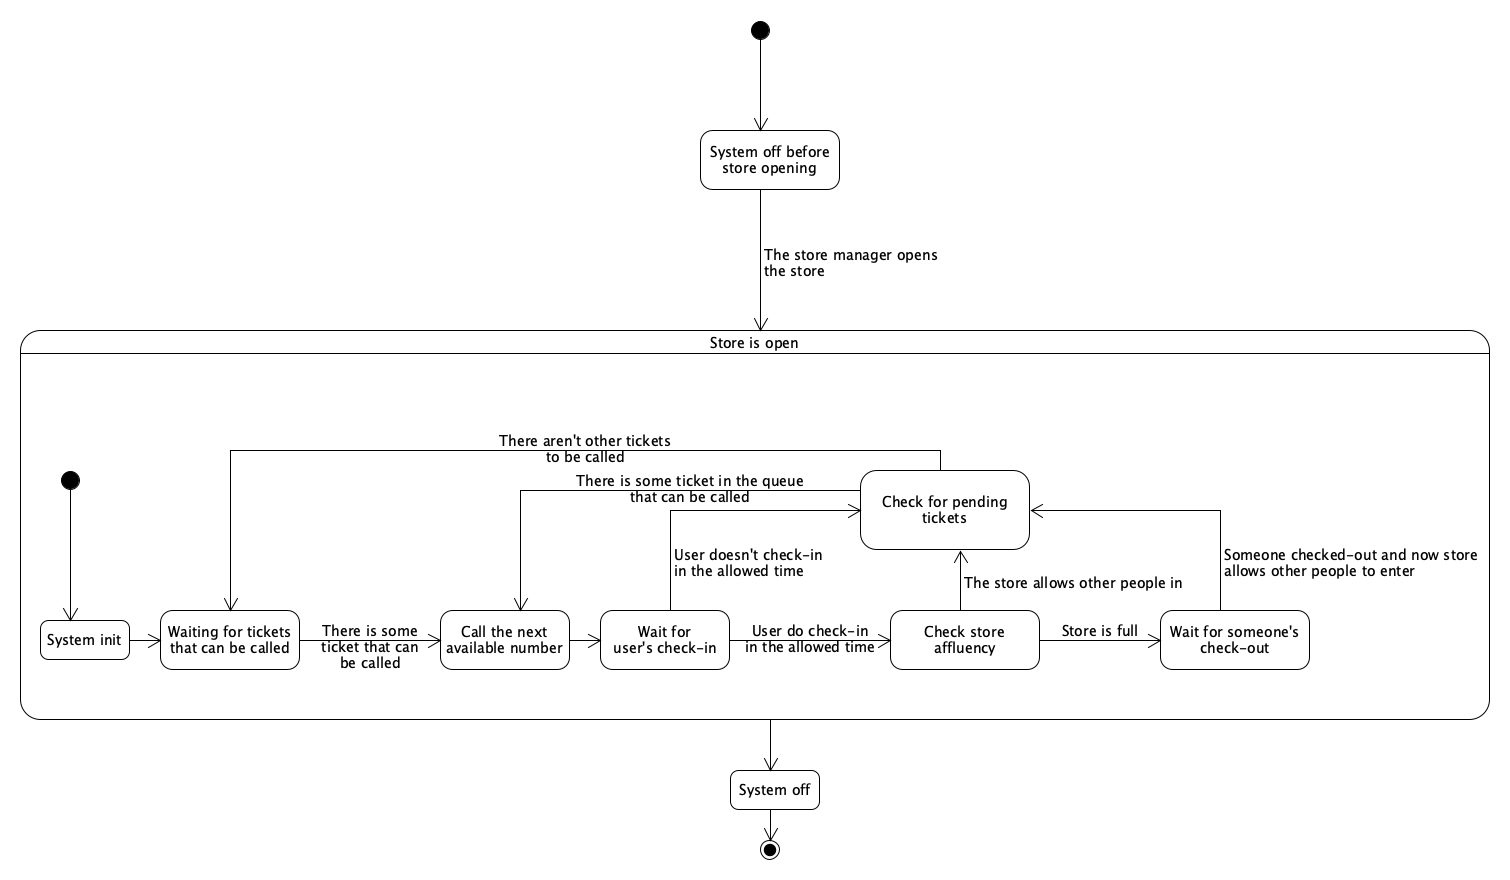 System off before
store opening
The store manager opens
the store
Store is open
There aren't other tickets
to be called
There is some ticket in the queue
that can be called
Check for pending
tickets
User doesn't check-in
in the allowed time
The store allows other people in
Someone checked-out and now store
allows other people to enter
System init
Waiting for tickets
that can be called
There is some
ticket that can
be called
Call the next
available number
Wait for
user's check-in
User do check-in
in the allowed time
Check store
affluency
Store is full
Wait for someone's
check-out
System off